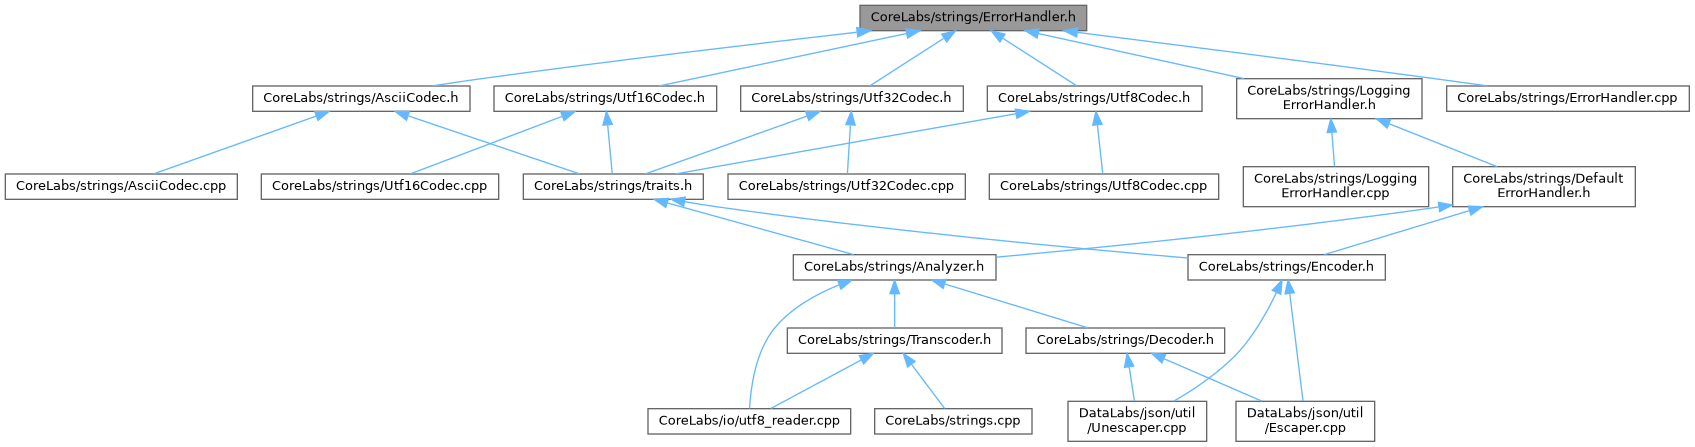 CoreLabs/strings/ErrorHandler.h
CoreLabs/strings/AsciiCodec.h
CoreLabs/strings/Utf16Codec.h
CoreLabs/strings/Utf32Codec.h
CoreLabs/strings/Utf8Codec.h
CoreLabs/strings/Logging
ErrorHandler.h
CoreLabs/strings/ErrorHandler.cpp
CoreLabs/strings/AsciiCodec.cpp
CoreLabs/strings/Utf16Codec.cpp
CoreLabs/strings/traits.h
CoreLabs/strings/Utf32Codec.cpp
CoreLabs/strings/Utf8Codec.cpp
CoreLabs/strings/Logging
ErrorHandler.cpp
CoreLabs/strings/Default
ErrorHandler.h
CoreLabs/strings/Analyzer.h
CoreLabs/strings/Encoder.h
CoreLabs/strings/Transcoder.h
CoreLabs/strings/Decoder.h
CoreLabs/io/utf8_reader.cpp
CoreLabs/strings.cpp
DataLabs/json/util
/Unescaper.cpp
DataLabs/json/util
/Escaper.cpp